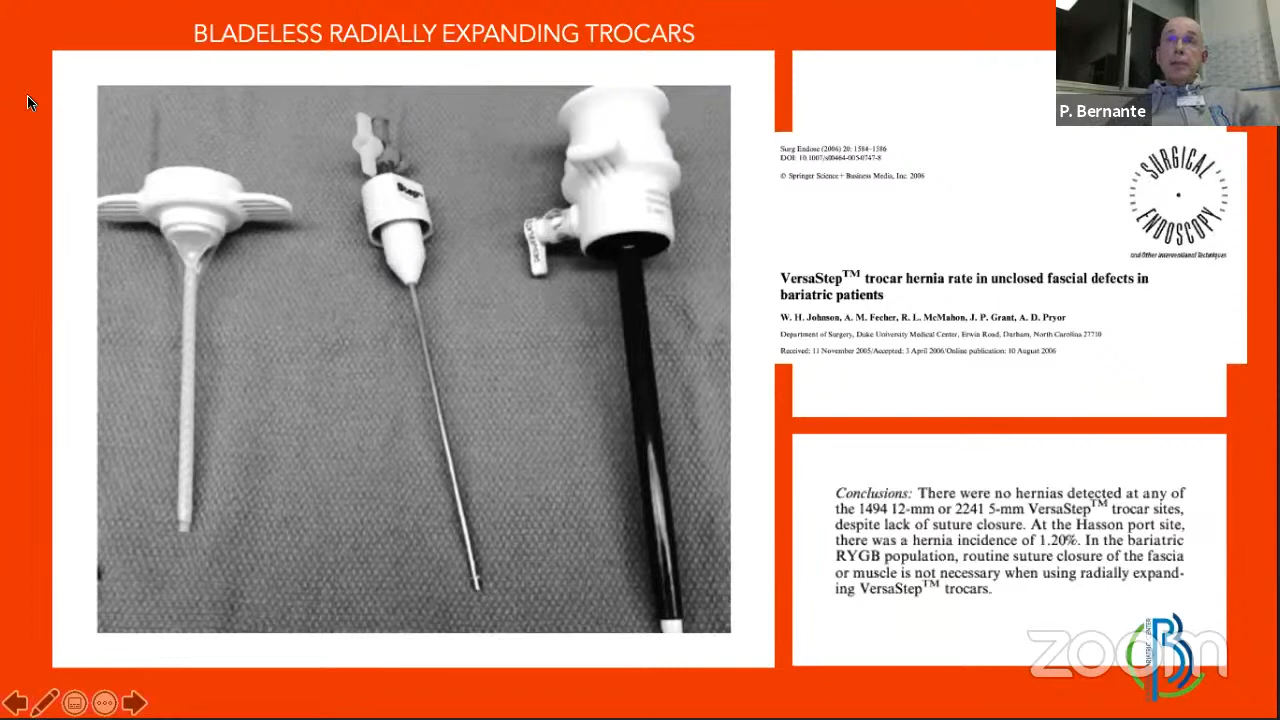 BLADELESS RADIALLY EXPANDING TROCARS
P. Bernante
Surg Endosc (2006) 20: 1584–1586
DOI: 10.1007/s00464-005-0747-8
© Springer Science+Business Media, Inc. 2006
SURGICAL
ENDOSCOPY
and Other Interventional Techniques
VersaStep™ trocar hernia rate in unclosed fascial defects in
bariatric patients
W. H. Johnson, A. M. Fecher, R. L. McMahon, J. P. Grant, A. D. Pryor
Department of Surgery, Duke University Medical Center, Erwin Road, Durham, North Carolina 27710
Received: 11 November 2005/Accepted: 3 April 2006/Online publication: 10 August 2006
Conclusions: There were no hernias detected at any of
the 1494 12-mm or 2241 5-mm VersaStep™ trocar sites,
despite lack of suture closure. At the Hasson port site,
there was a hernia incidence of 1.20%. In the bariatric
RYGB population, routine suture closure of the fascia
or muscle is not necessary when using radially expand-
ing VersaStep™ trocars.
zoom